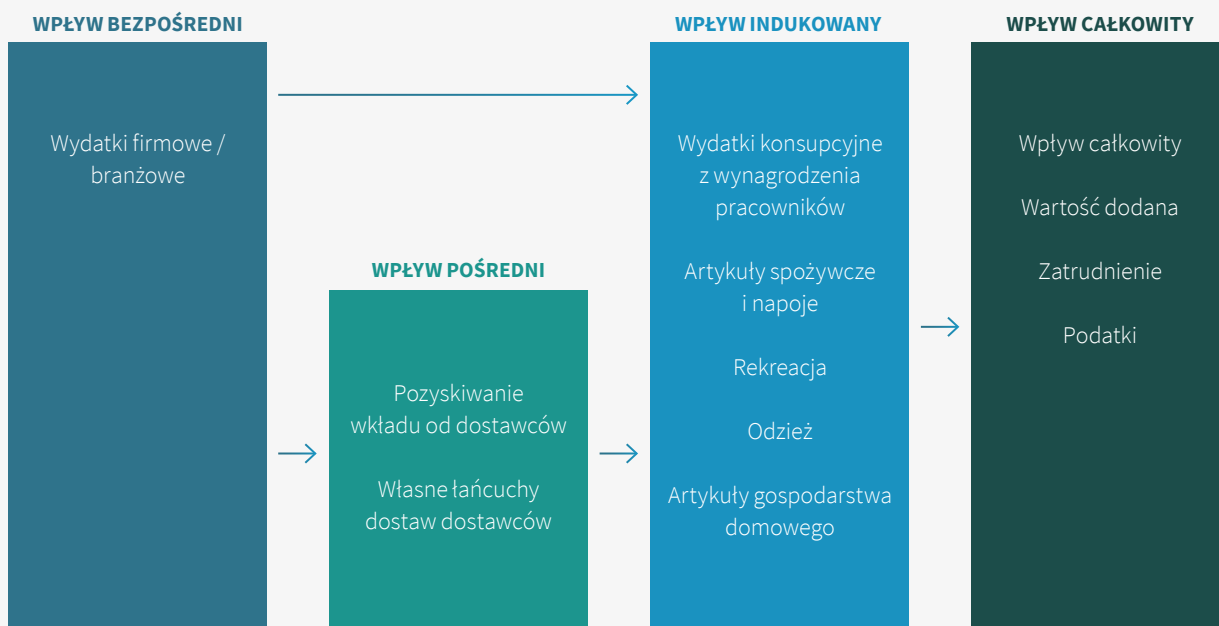 WPŁYW BEZPOŚREDNI
Wydatki firmowe /
branżowe
WPŁYW POŚREDNI
Pozyskiwanie
wkładu od dostawców
Własne łańcuchy
dostaw dostawców
WPŁYW INDUKOWANY
Wydatki konsupcyjne
z wynagrodzenia
pracowników
Artykuły spożywcze
i napoje
Rekreacja
Odzież
Artykuły gospodarstwa
domowego
WPŁYW CAŁKOWITY
Wpływ całkowity
Wartość dodana
Zatrudnienie
Podatki